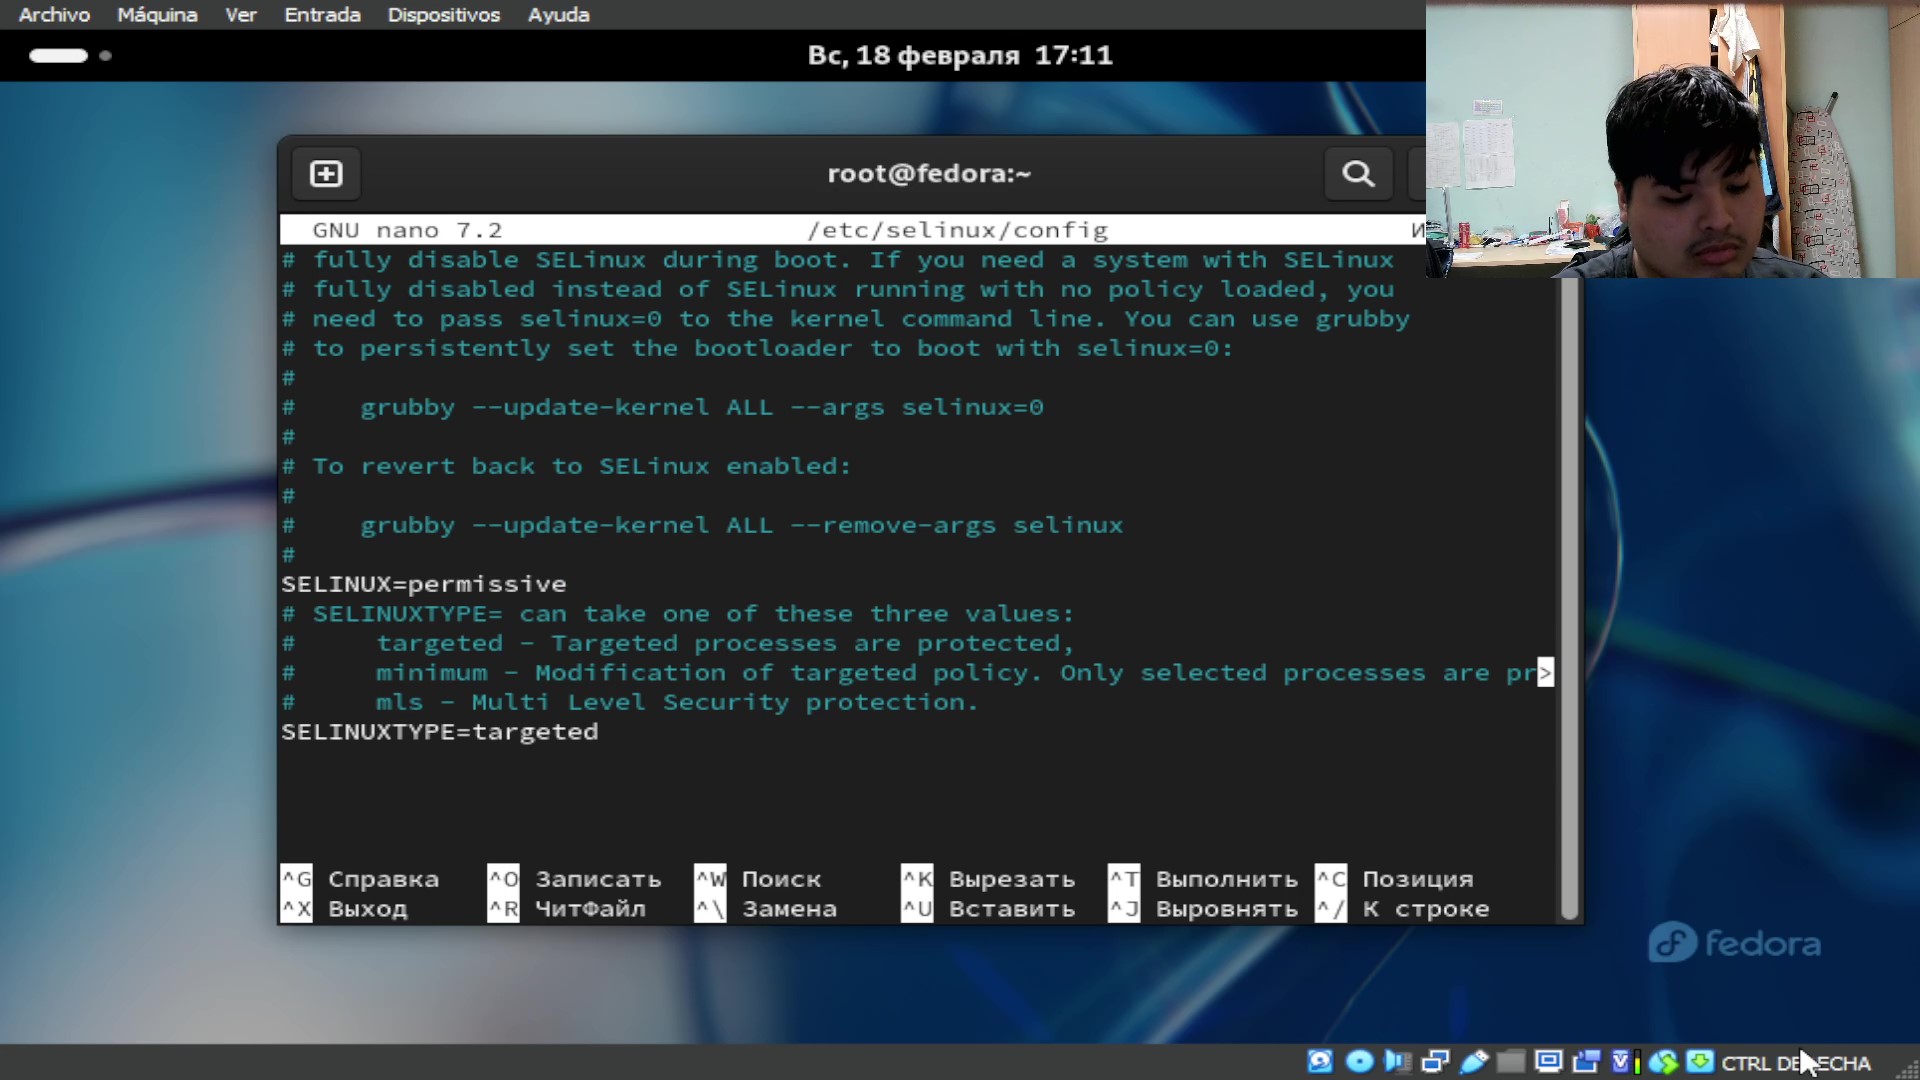 Archivo Máquina Ver Entrada Dispositivos Ayuda
Вс, 18 февраля 17:11
root@fedora:~
GNU nano 7.2 /etc/selinux/config
# fully disable SELinux during boot. If you need a system with SELinux
# fully disabled instead of SELinux running with no policy loaded, you
# need to pass selinux=0 to the kernel command line. You can use grubby
# to persistently set the bootloader to boot with selinux=0:
#
# grubby --update-kernel ALL --args selinux=0
#
# To revert back to SELinux enabled:
#
# grubby --update-kernel ALL --remove-args selinux
#
SELINUX=permissive
# SELINUXTYPE= can take one of these three values:
# targeted - Targeted processes are protected,
# minimum - Modification of targeted policy. Only selected processes are pr>
# mls - Multi Level Security protection.
SELINUXTYPE=targeted
^G Справка ^O Записать ^W Поиск ^K Вырезать ^T Выполнить ^C Позиция
^X Выход ^R ЧитФайл ^\ Замена ^U Вставить ^J Выровнять ^/ К строке
fedora
CTRL